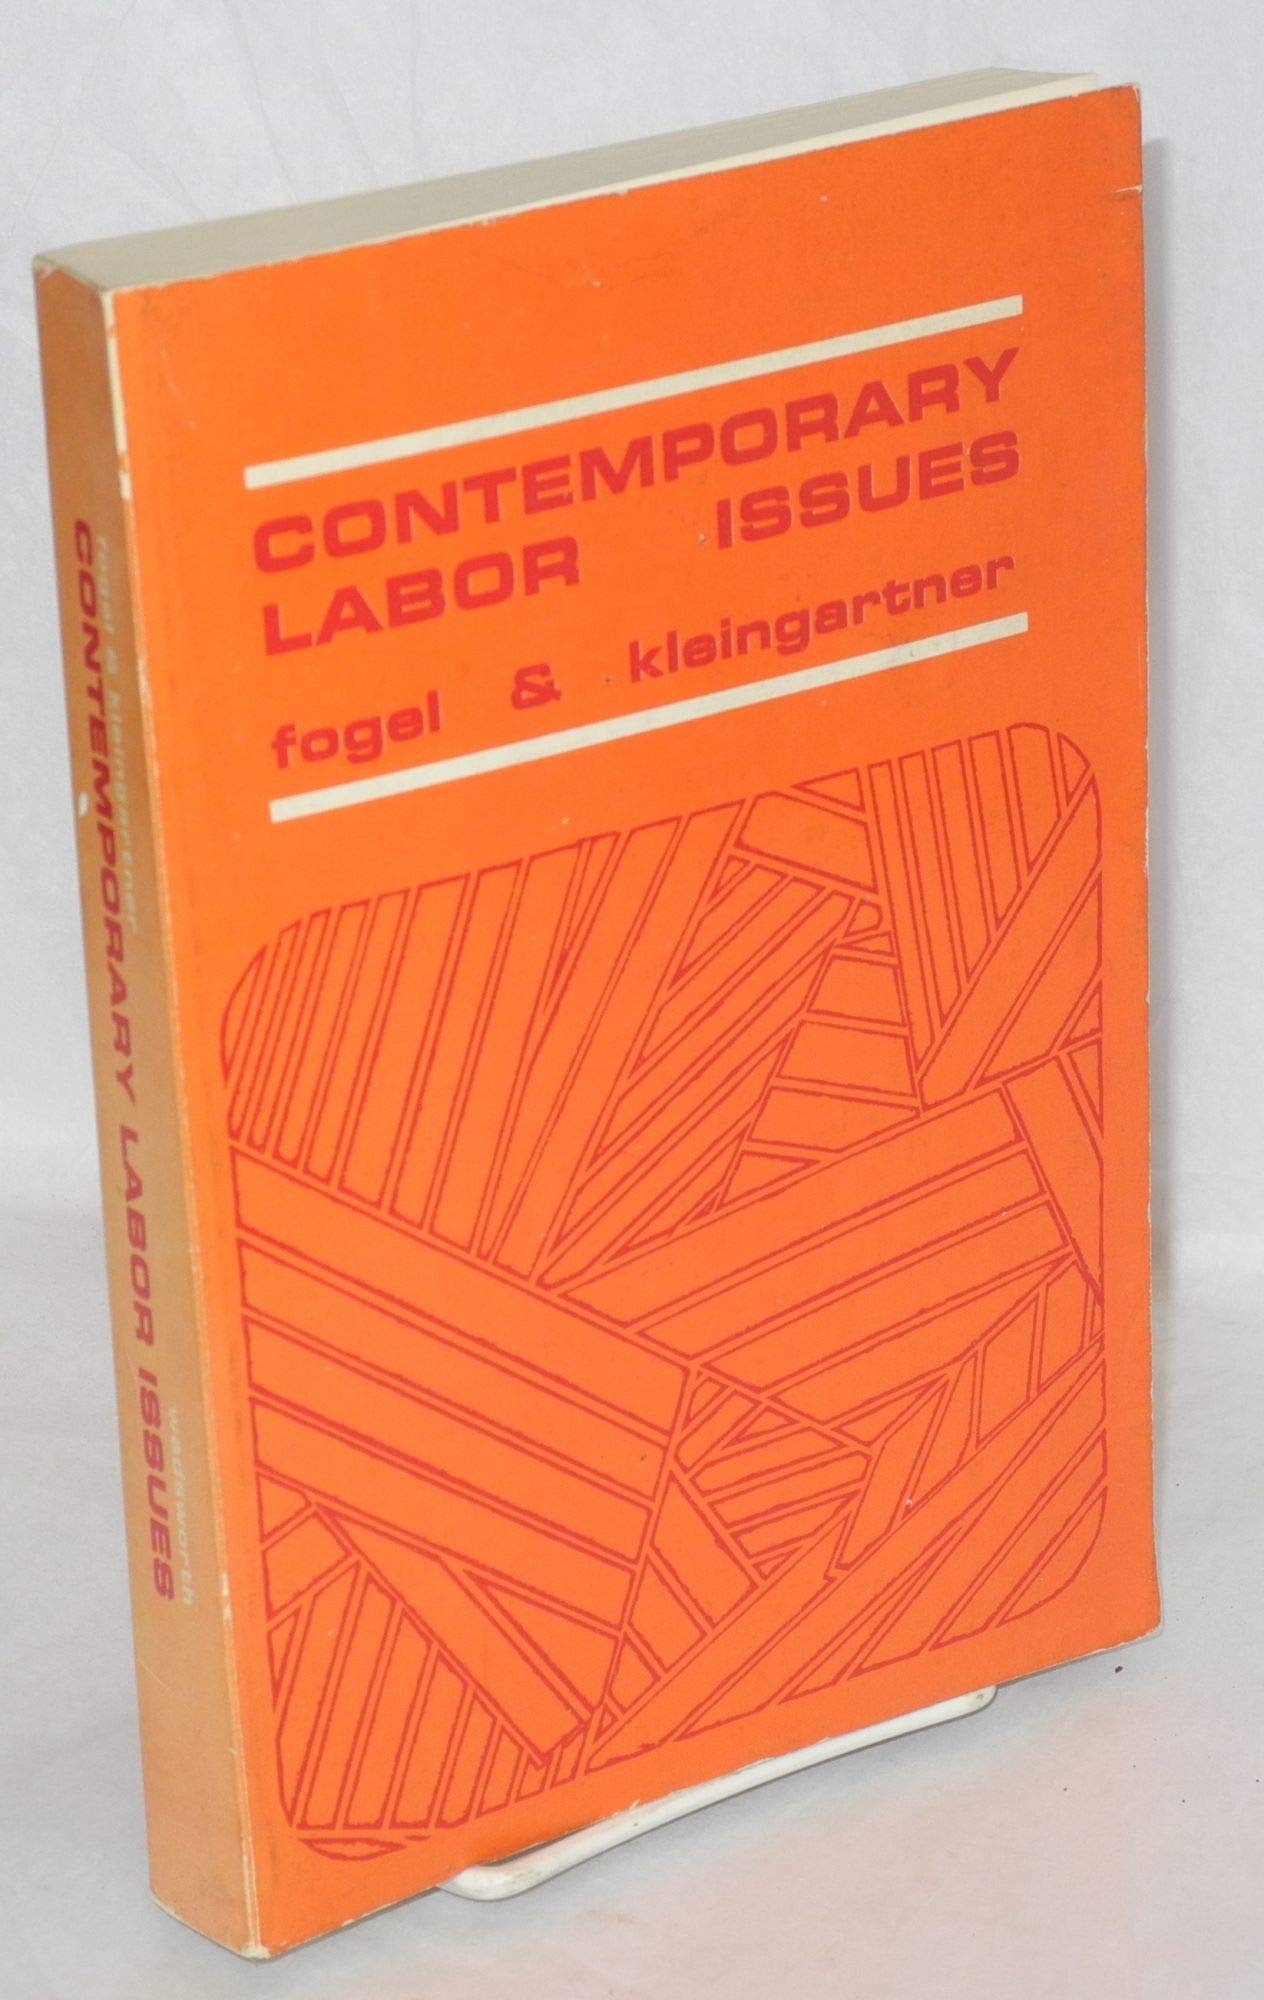 CONTEMPORARY
LABOR ISSUES
fogel & kleingartner
fogel & kleingartner
CONTEMPORARY LABOR ISSUES
wadsworth